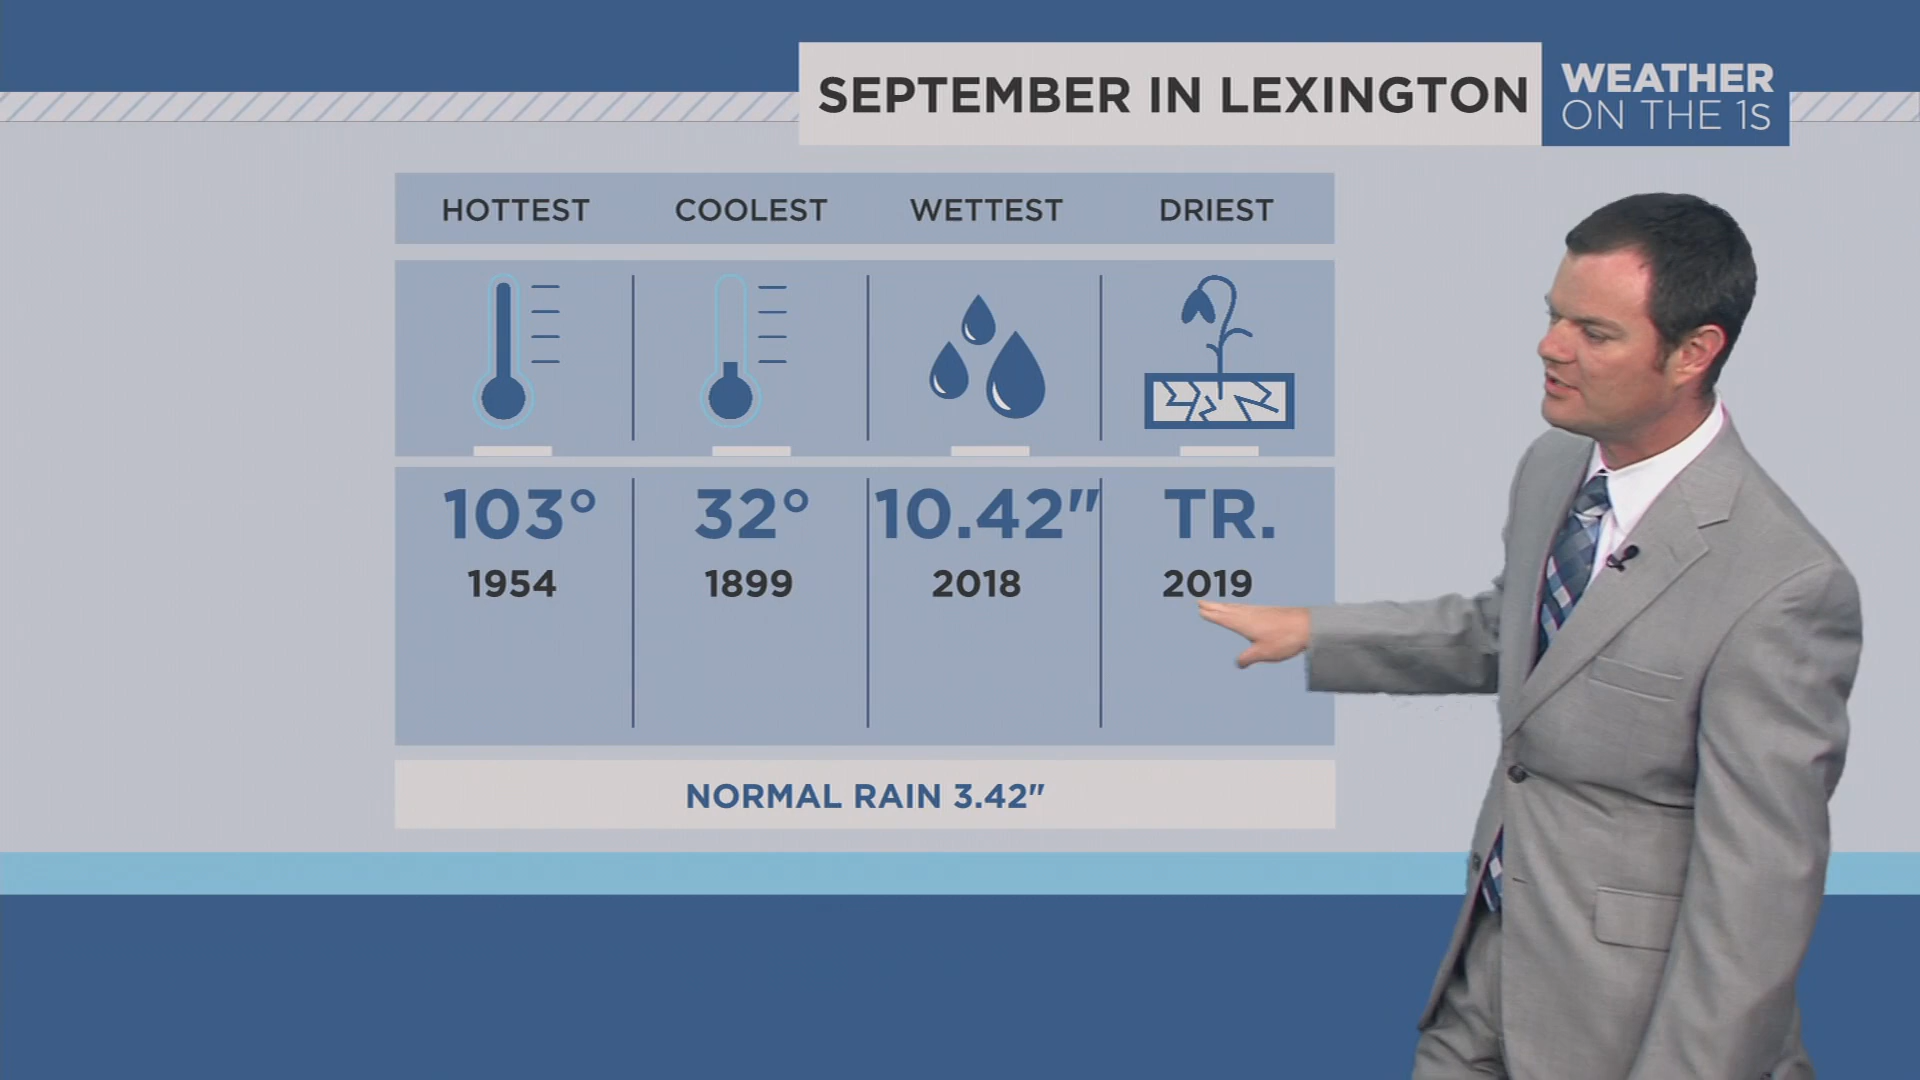 SEPTEMBER IN LEXINGTON
WEATHER
ON THE 1S
HOTTEST COOLEST WETTEST DRIEST
103° 32° 10.42" TR.
1954 1899 2018 2019
NORMAL RAIN 3.42"